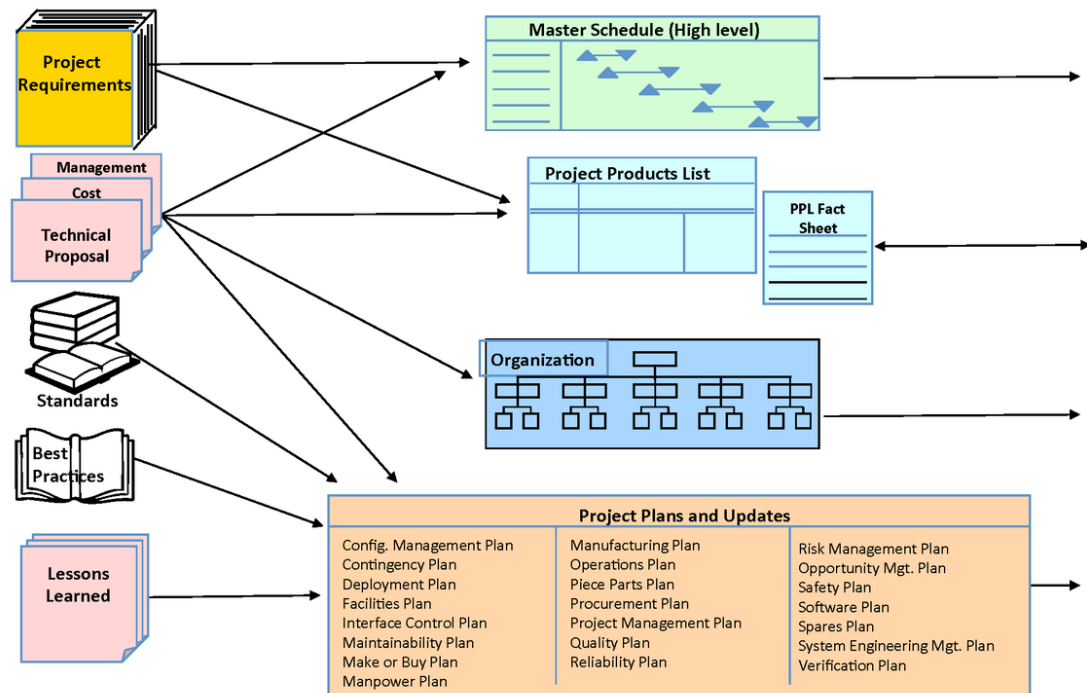 Project
Requirements
Management
Cost
Technical
Proposal
Standards
Best
Practices
Lessons
Learned
Master Schedule (High level)
Project Products List
PPL Fact
Sheet
Organization
Project Plans and Updates
Config. Management Plan
Contingency Plan
Deployment Plan
Facilities Plan
Interface Control Plan
Maintainability Plan
Make or Buy Plan
Manpower Plan
Manufacturing Plan
Operations Plan
Piece Parts Plan
Procurement Plan
Project Management Plan
Quality Plan
Reliability Plan
Risk Management Plan
Opportunity Mgt. Plan
Safety Plan
Software Plan
Spares Plan
System Engineering Mgt. Plan
Verification Plan